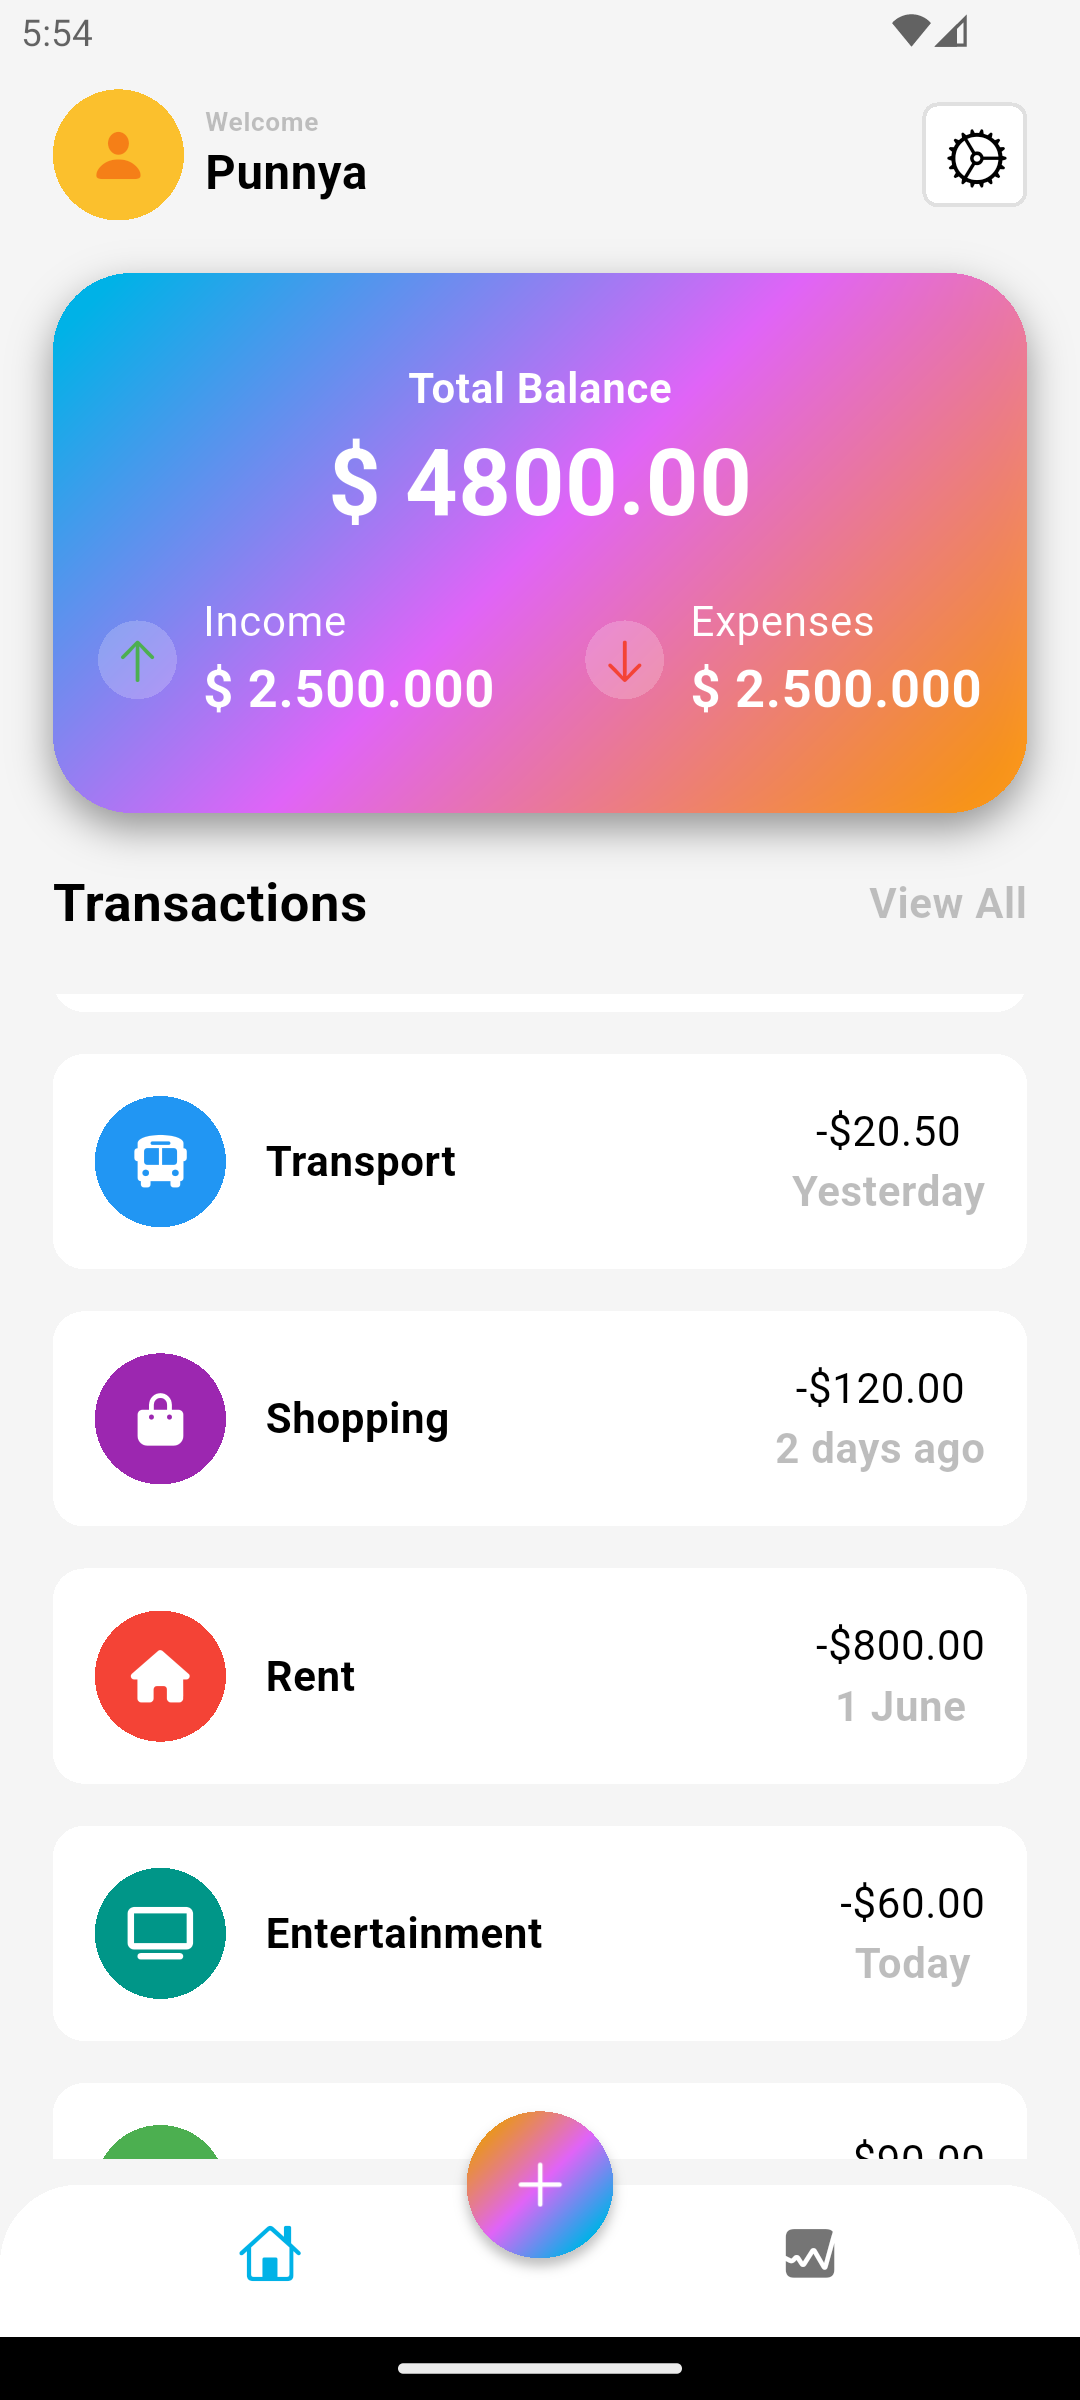 5:54
Welcome
Punnya
Total Balance
$ 4800.00
Income
$ 2.500.000
Expenses
$ 2.500.000
Transactions
View All
Transport
-$20.50
Yesterday
Shopping
-$120.00
2 days ago
Rent
-$800.00
1 June
Entertainment
-$60.00
Today